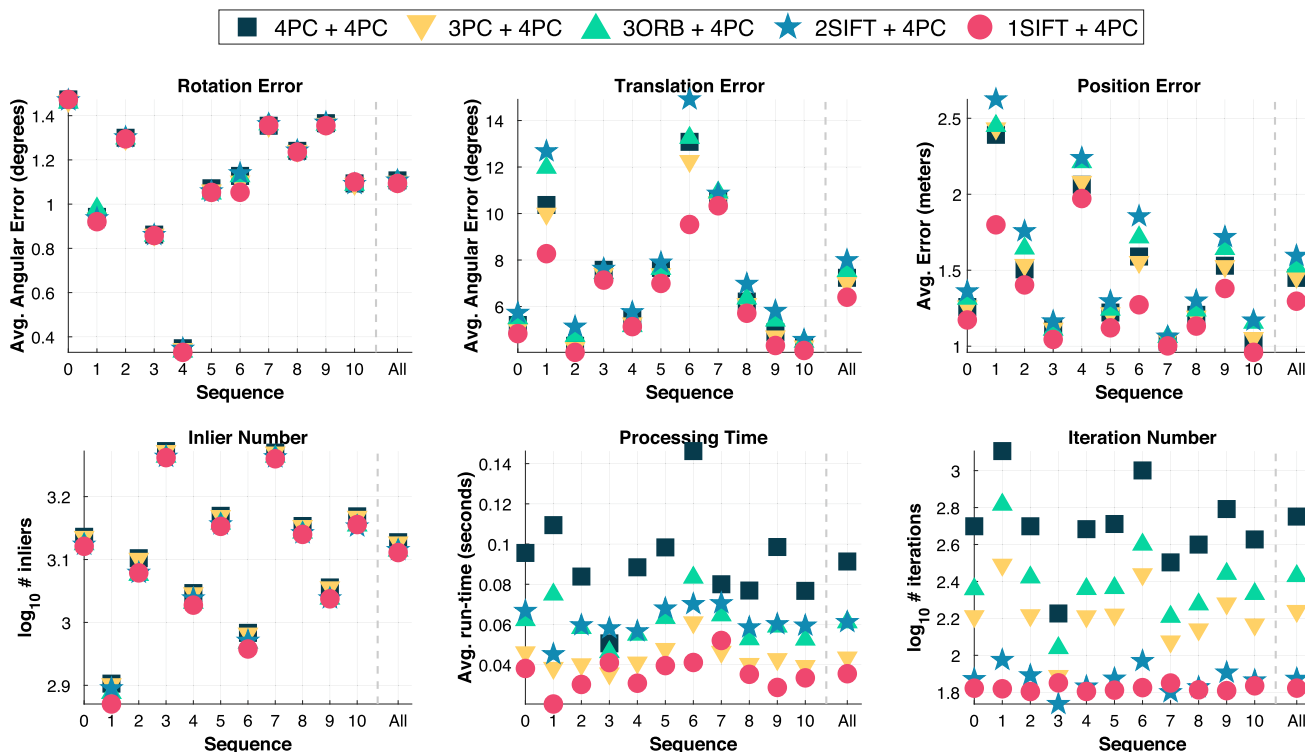 4PC + 4PC 3PC + 4PC 3ORB + 4PC 2SIFT + 4PC 1SIFT + 4PC
Rotation Error
Avg. Angular Error (degrees)
1.4
1.2
1
0.8
0.6
0.4
0 1 2 3 4 5 6 7 8 9 10 All
Sequence
Translation Error
Avg. Angular Error (degrees)
14
12
10
8
6
0 1 2 3 4 5 6 7 8 9 10 All
Sequence
Position Error
Avg. Error (meters)
2.5
2
1.5
1
0 1 2 3 4 5 6 7 8 9 10 All
Sequence
Inlier Number
log10 # inliers
3.2
3.1
3
2.9
0 1 2 3 4 5 6 7 8 9 10 All
Sequence
Processing Time
Avg. run-time (seconds)
0.14
0.12
0.1
0.08
0.06
0.04
0 1 2 3 4 5 6 7 8 9 10 All
Sequence
Iteration Number
log10 # iterations
3
2.8
2.6
2.4
2.2
2
1.8
0 1 2 3 4 5 6 7 8 9 10 All
Sequence